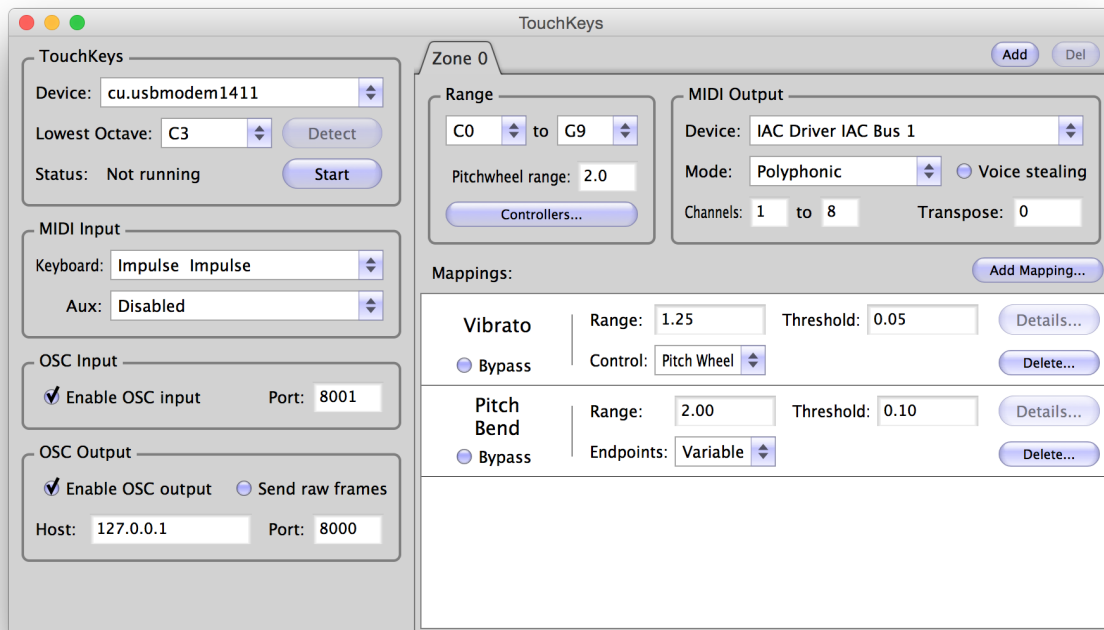 TouchKeys
TouchKeys
Device: cu.usbmodem1411
Lowest Octave: C3 Detect
Status: Not running Start
MIDI Input
Keyboard: Impulse  Impulse
Aux: Disabled
OSC Input
Enable OSC input Port: 8001
OSC Output
Enable OSC output Send raw frames
Host: 127.0.0.1 Port: 8000
Zone 0 Add Del
Range
C0 to G9
Pitchwheel range: 2.0
Controllers...
MIDI Output
Device: IAC Driver IAC Bus 1
Mode: Polyphonic Voice stealing
Channels: 1 to 8 Transpose: 0
Mappings: Add Mapping...
Vibrato Range: 1.25 Threshold: 0.05 Details...
Bypass Control: Pitch Wheel Delete...
Pitch
Bend Range: 2.00 Threshold: 0.10 Details...
Bypass Endpoints: Variable Delete...